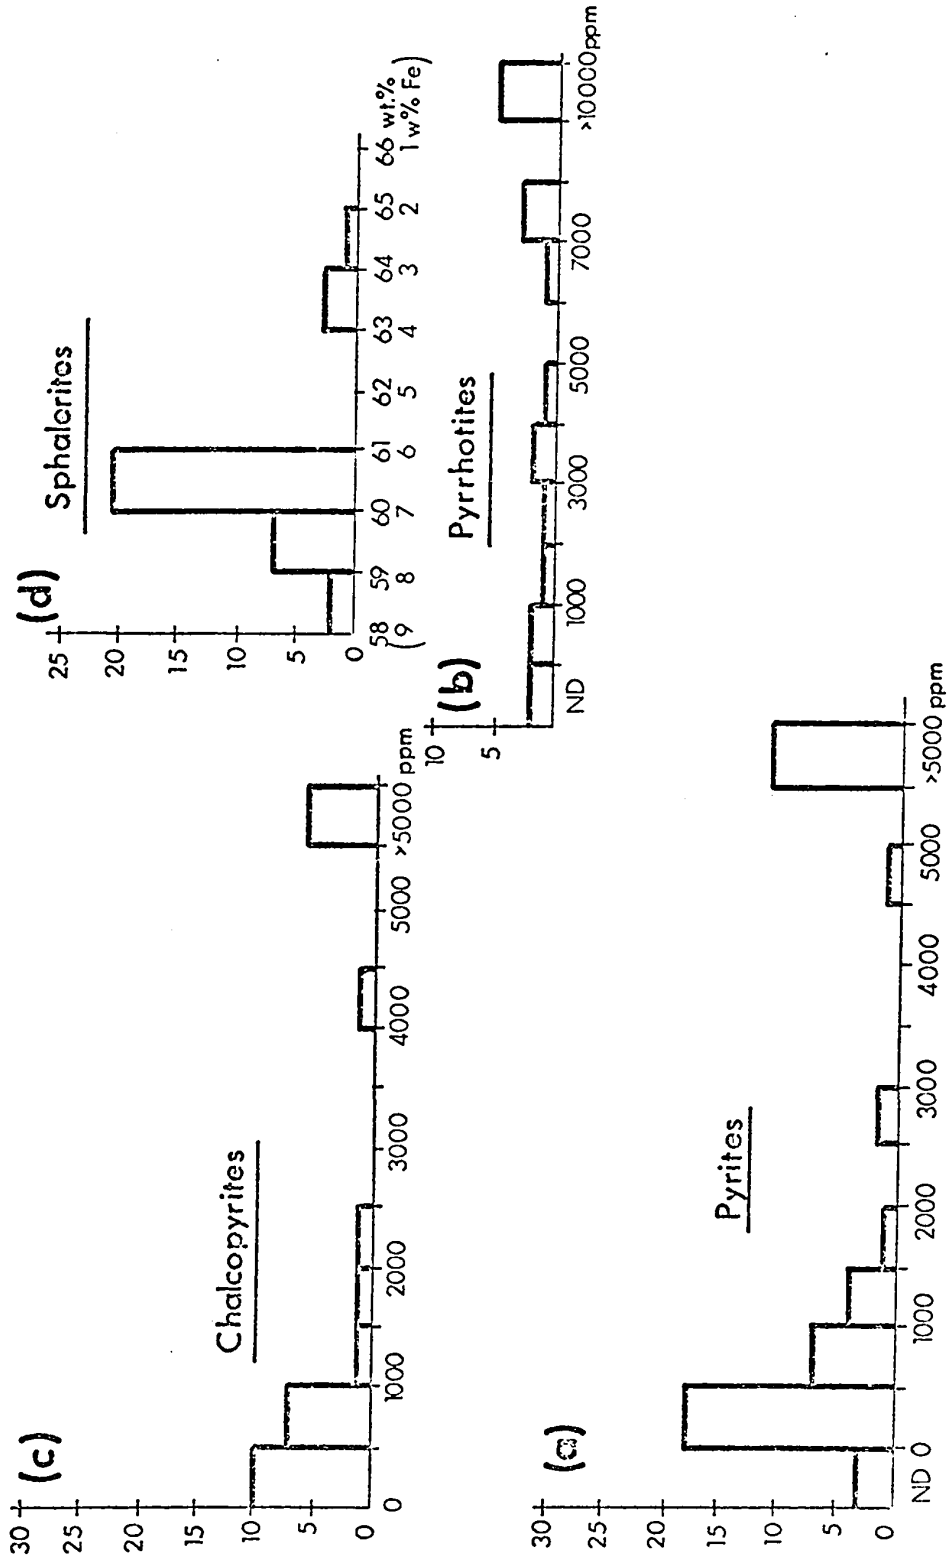 (c)
Chalcopyrites
30
25
20
15
10
5
0
0 1000 2000 3000 4000 5000 >5000 ppm
(d)
Sphalerites
25
20
15
10
5
0
58 59 60 61 62 63 64 65 66 wt.%
(9 8 7 6 5 4 3 2 1 w% Fe)
(a)
Pyrites
30
25
20
15
10
5
0
ND 0 1000 2000 3000 4000 5000 >5000 ppm
(b)
Pyrrhotites
10
5
ND 1000 3000 5000 7000 >10000 ppm